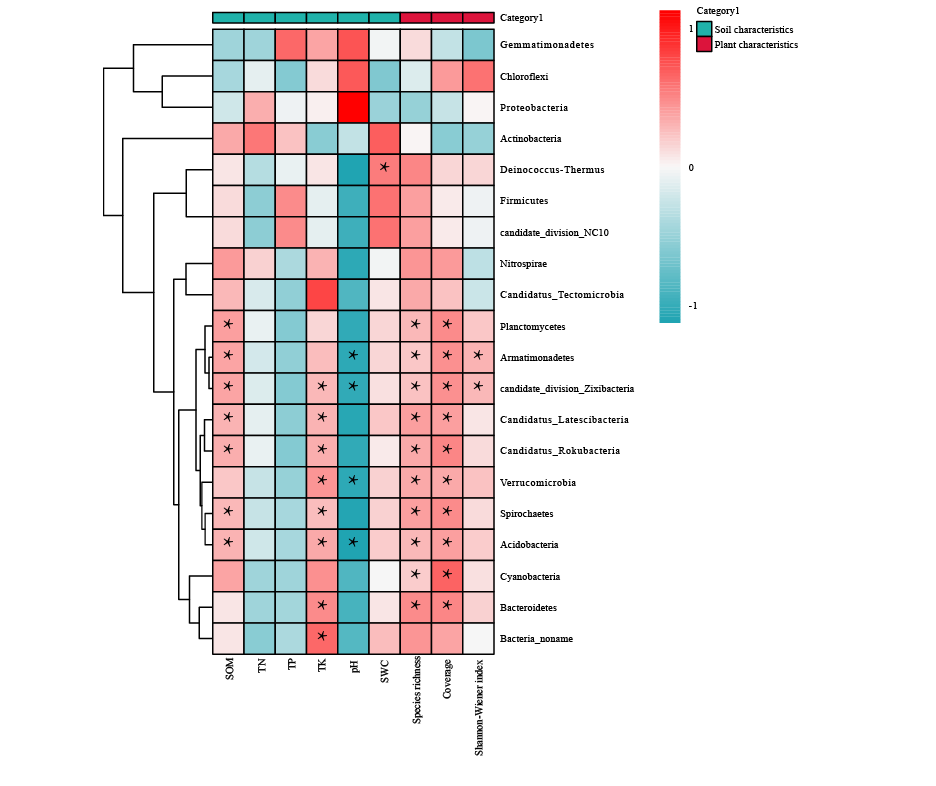 Category1
Category1
1
Soil characteristics
Plant characteristics
Gemmatimonadetes
Chloroflexi
Proteobacteria
Actinobacteria
Deinococcus-Thermus
0
Firmicutes
candidate_division_NC10
Nitrospirae
Candidatus_Tectomicrobia
-1
Planctomycetes
Armatimonadetes
candidate_division_Zixibacteria
Candidatus_Latescibacteria
Candidatus_Rokubacteria
Verrucomicrobia
Spirochaetes
Acidobacteria
Cyanobacteria
Bacteroidetes
Bacteria_noname
SOM
TN
TP
TK
pH
SWC
Species richness
Coverage
Shannon-Wiener index